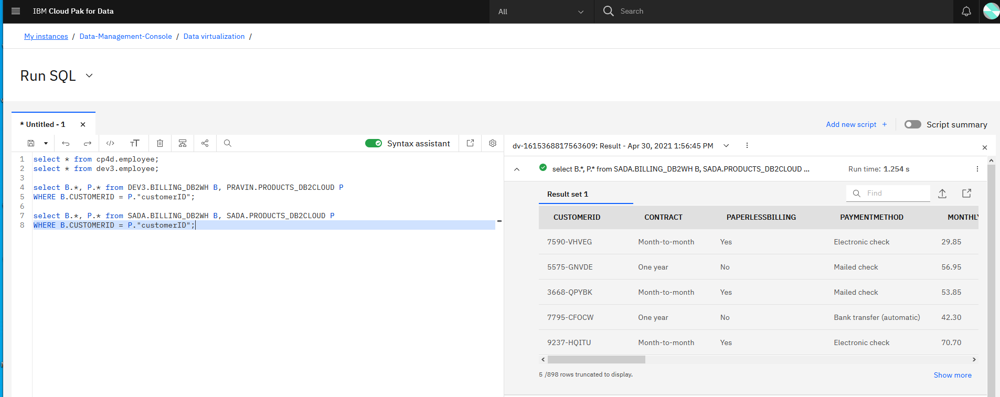 IBM Cloud Pak for Data
All
Search
My instances / Data-Management-Console / Data virtualization /
Run SQL
* Untitled - 1
Add new script +
Script summary
Syntax assistant
1 select * from cp4d.employee;
2 select * from dev3.employee;
3
4 select B.*, P.* from DEV3.BILLING_DB2WH B, PRAVIN.PRODUCTS_DB2CLOUD P
5 WHERE B.CUSTOMERID = P."customerID";
6
7 select B.*, P.* from SADA.BILLING_DB2WH B, SADA.PRODUCTS_DB2CLOUD P
8 WHERE B.CUSTOMERID = P."customerID";
dv-1615368817563609: Result - Apr 30, 2021 1:56:45 PM
select B.*, P.* from SADA.BILLING_DB2WH B, SADA.PRODUCTS_DB2CLOUD ...
Run time: 1.254 s
Result set 1
Find
CUSTOMERID CONTRACT PAPERLESSBILLING PAYMENTMETHOD MONTHLY
7590-VHVEG Month-to-month Yes Electronic check 29.85
5575-GNVDE One year No Mailed check 56.95
3668-QPYBK Month-to-month Yes Mailed check 53.85
7795-CFOCW One year No Bank transfer (automatic) 42.30
9237-HQITU Month-to-month Yes Electronic check 70.70
5 /898 rows truncated to display.
Show more